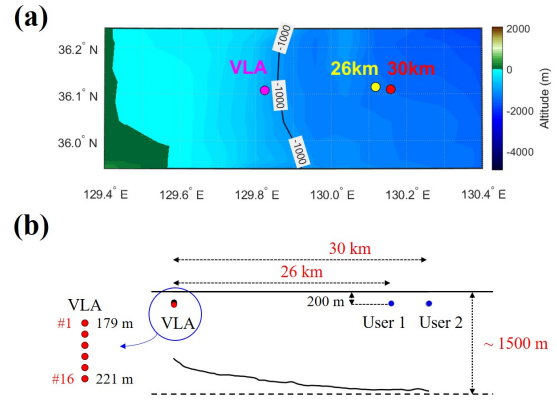 (a)
36.2° N
36.1° N
36.0° N
129.4° E
129.6° E
129.8° E
130.0° E
130.2° E
130.4° E
VLA
26km
30km
-1000
-1000
-1000
2000
0
-2000
-4000
Altitude (m)
(b)
30 km
26 km
200 m
VLA
User 1
User 2
~ 1500 m
VLA
#1
179 m
#16
221 m